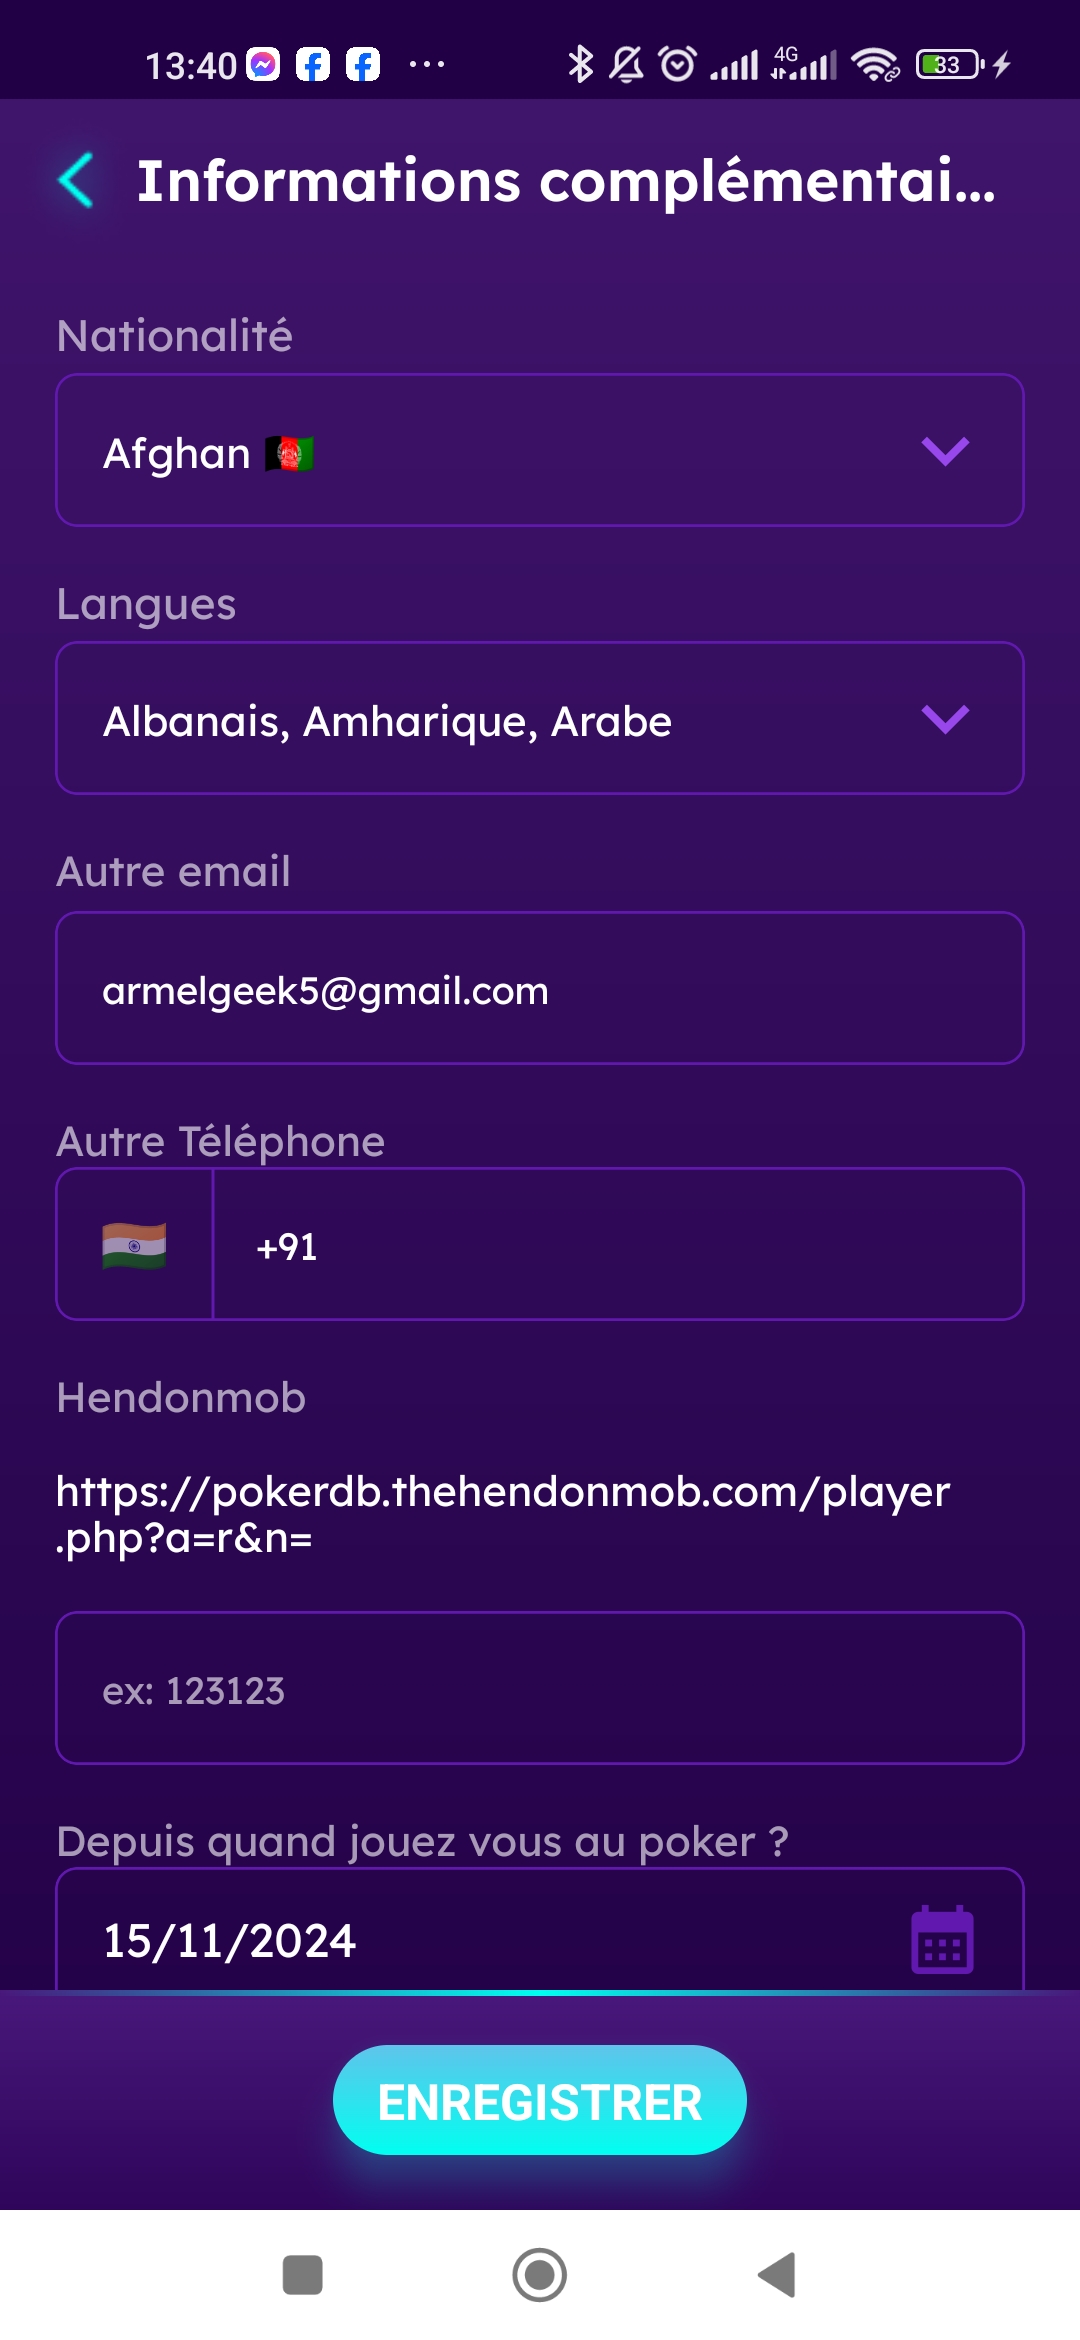 13:40
4G
33
Informations complémentai...
Nationalité
Afghan
Langues
Albanais, Amharique, Arabe
Autre email
armelgeek5@gmail.com
Autre Téléphone
+91
Hendonmob
https://pokerdb.thehendonmob.com/player
.php?a=r&n=
ex: 123123
Depuis quand jouez vous au poker ?
15/11/2024
ENREGISTRER